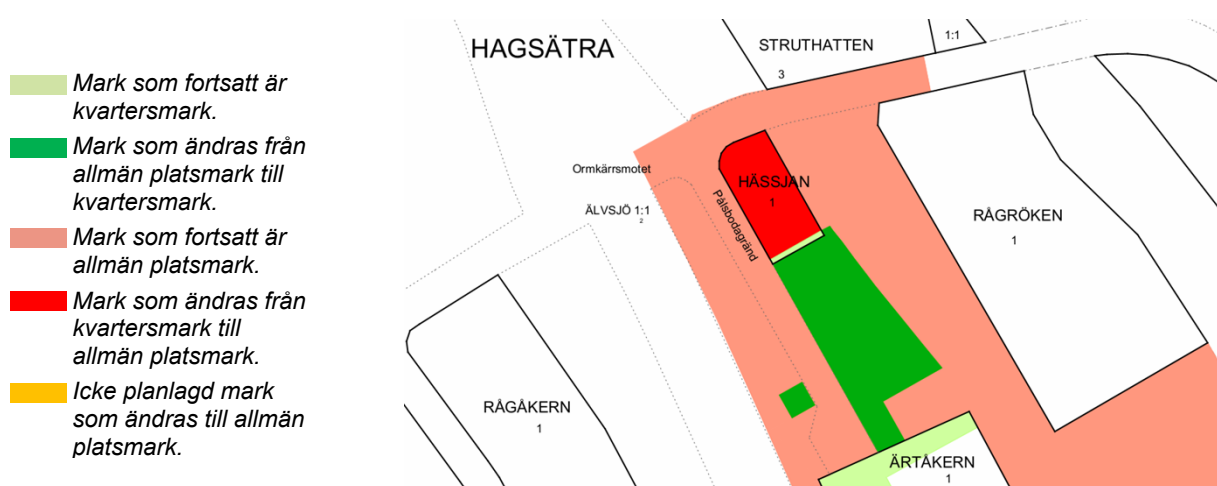 Mark som fortsatt är
kvartersmark.
Mark som ändras från
allmän platsmark till
kvartersmark.
Mark som fortsatt är
allmän platsmark.
Mark som ändras från
kvartersmark till
allmän platsmark.
Icke planlagd mark
som ändras till allmän
platsmark.
HAGSÄTRA
STRUTHATTEN
3
1:1
Ormkärrsmotet
ÄLVSJÖ 1:1
2
Pålsbodagränd
HÄSSJAN
1
RÅGRÖKEN
1
RÅGÅKERN
1
ÄRTÅKERN
1